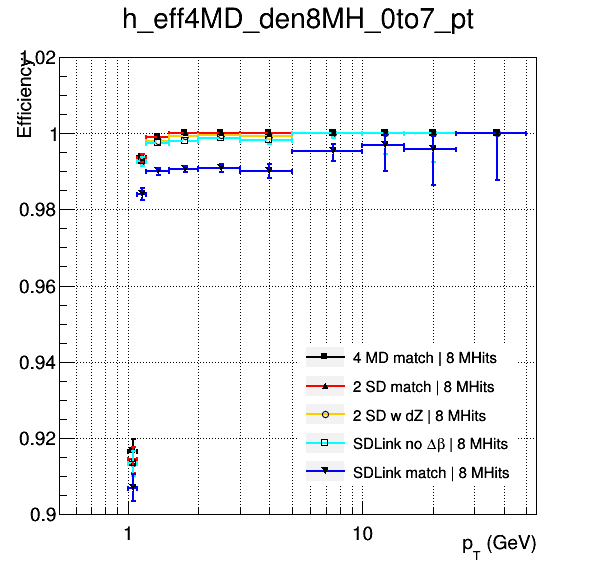 h_eff4MD_den8MH_0to7_pt
Efficiency
1.02
1
0.98
0.96
0.94
0.92
0.9
4 MD match | 8 MHits
2 SD match | 8 MHits
2 SD w dZ | 8 MHits
SDLink no Δβ | 8 MHits
SDLink match | 8 MHits
1
10
p_T (GeV)